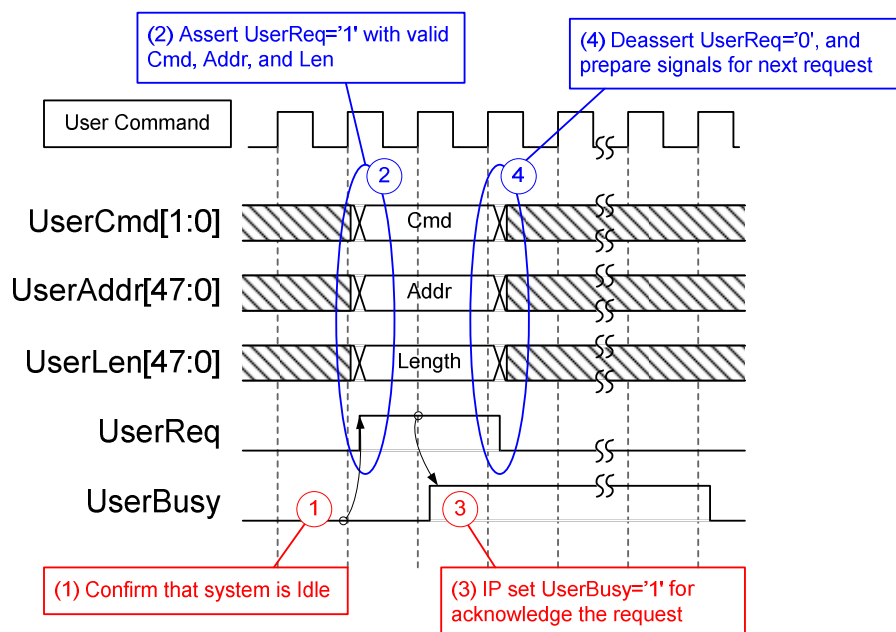 (2) Assert UserReq='1' with valid
Cmd, Addr, and Len
(4) Deassert UserReq='0', and
prepare signals for next request
User Command
2
4
UserCmd[1:0]
Cmd
UserAddr[47:0]
Addr
UserLen[47:0]
Length
UserReq
UserBusy
1
3
(1) Confirm that system is Idle
(3) IP set UserBusy='1' for
acknowledge the request